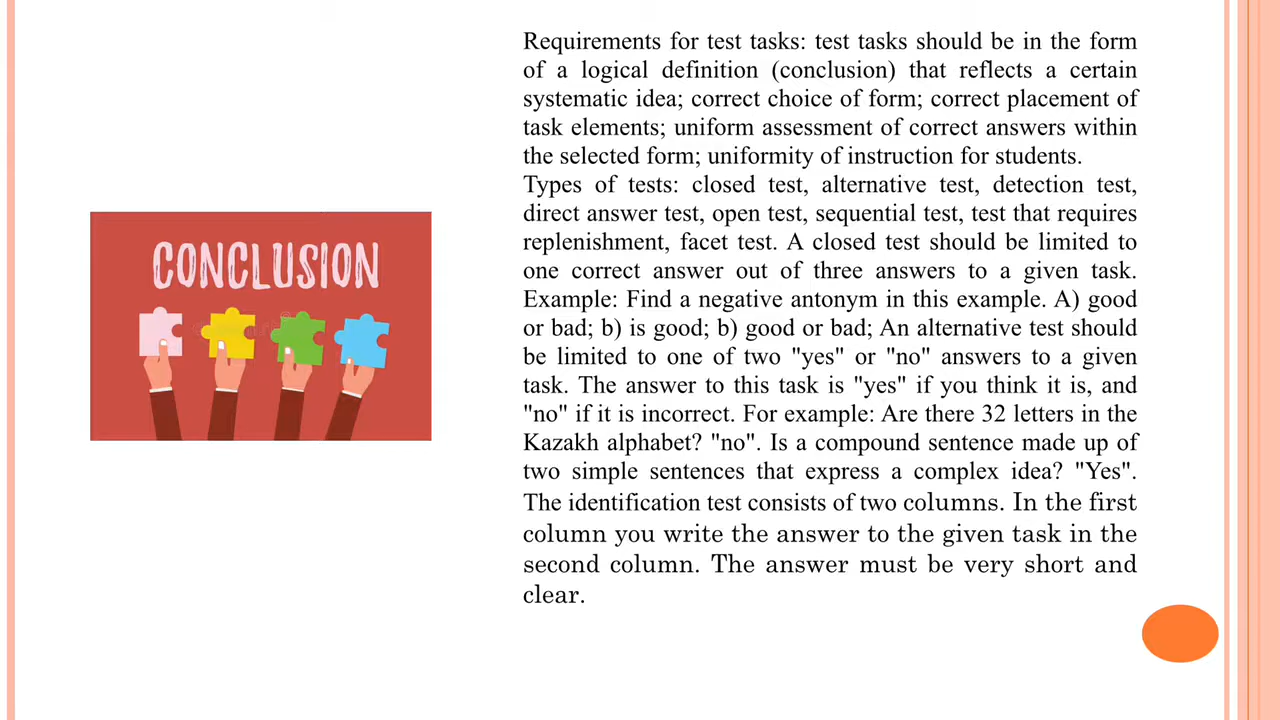 CONCLUSION
Requirements for test tasks: test tasks should be in the form
of a logical definition (conclusion) that reflects a certain
systematic idea; correct choice of form; correct placement of
task elements; uniform assessment of correct answers within
the selected form; uniformity of instruction for students.
Types of tests: closed test, alternative test, detection test,
direct answer test, open test, sequential test, test that requires
replenishment, facet test. A closed test should be limited to
one correct answer out of three answers to a given task.
Example: Find a negative antonym in this example. A) good
or bad; b) is good; b) good or bad; An alternative test should
be limited to one of two "yes" or "no" answers to a given
task. The answer to this task is "yes" if you think it is, and
"no" if it is incorrect. For example: Are there 32 letters in the
Kazakh alphabet? "no". Is a compound sentence made up of
two simple sentences that express a complex idea? "Yes".
The identification test consists of two columns. In the first
column you write the answer to the given task in the
second column. The answer must be very short and
clear.